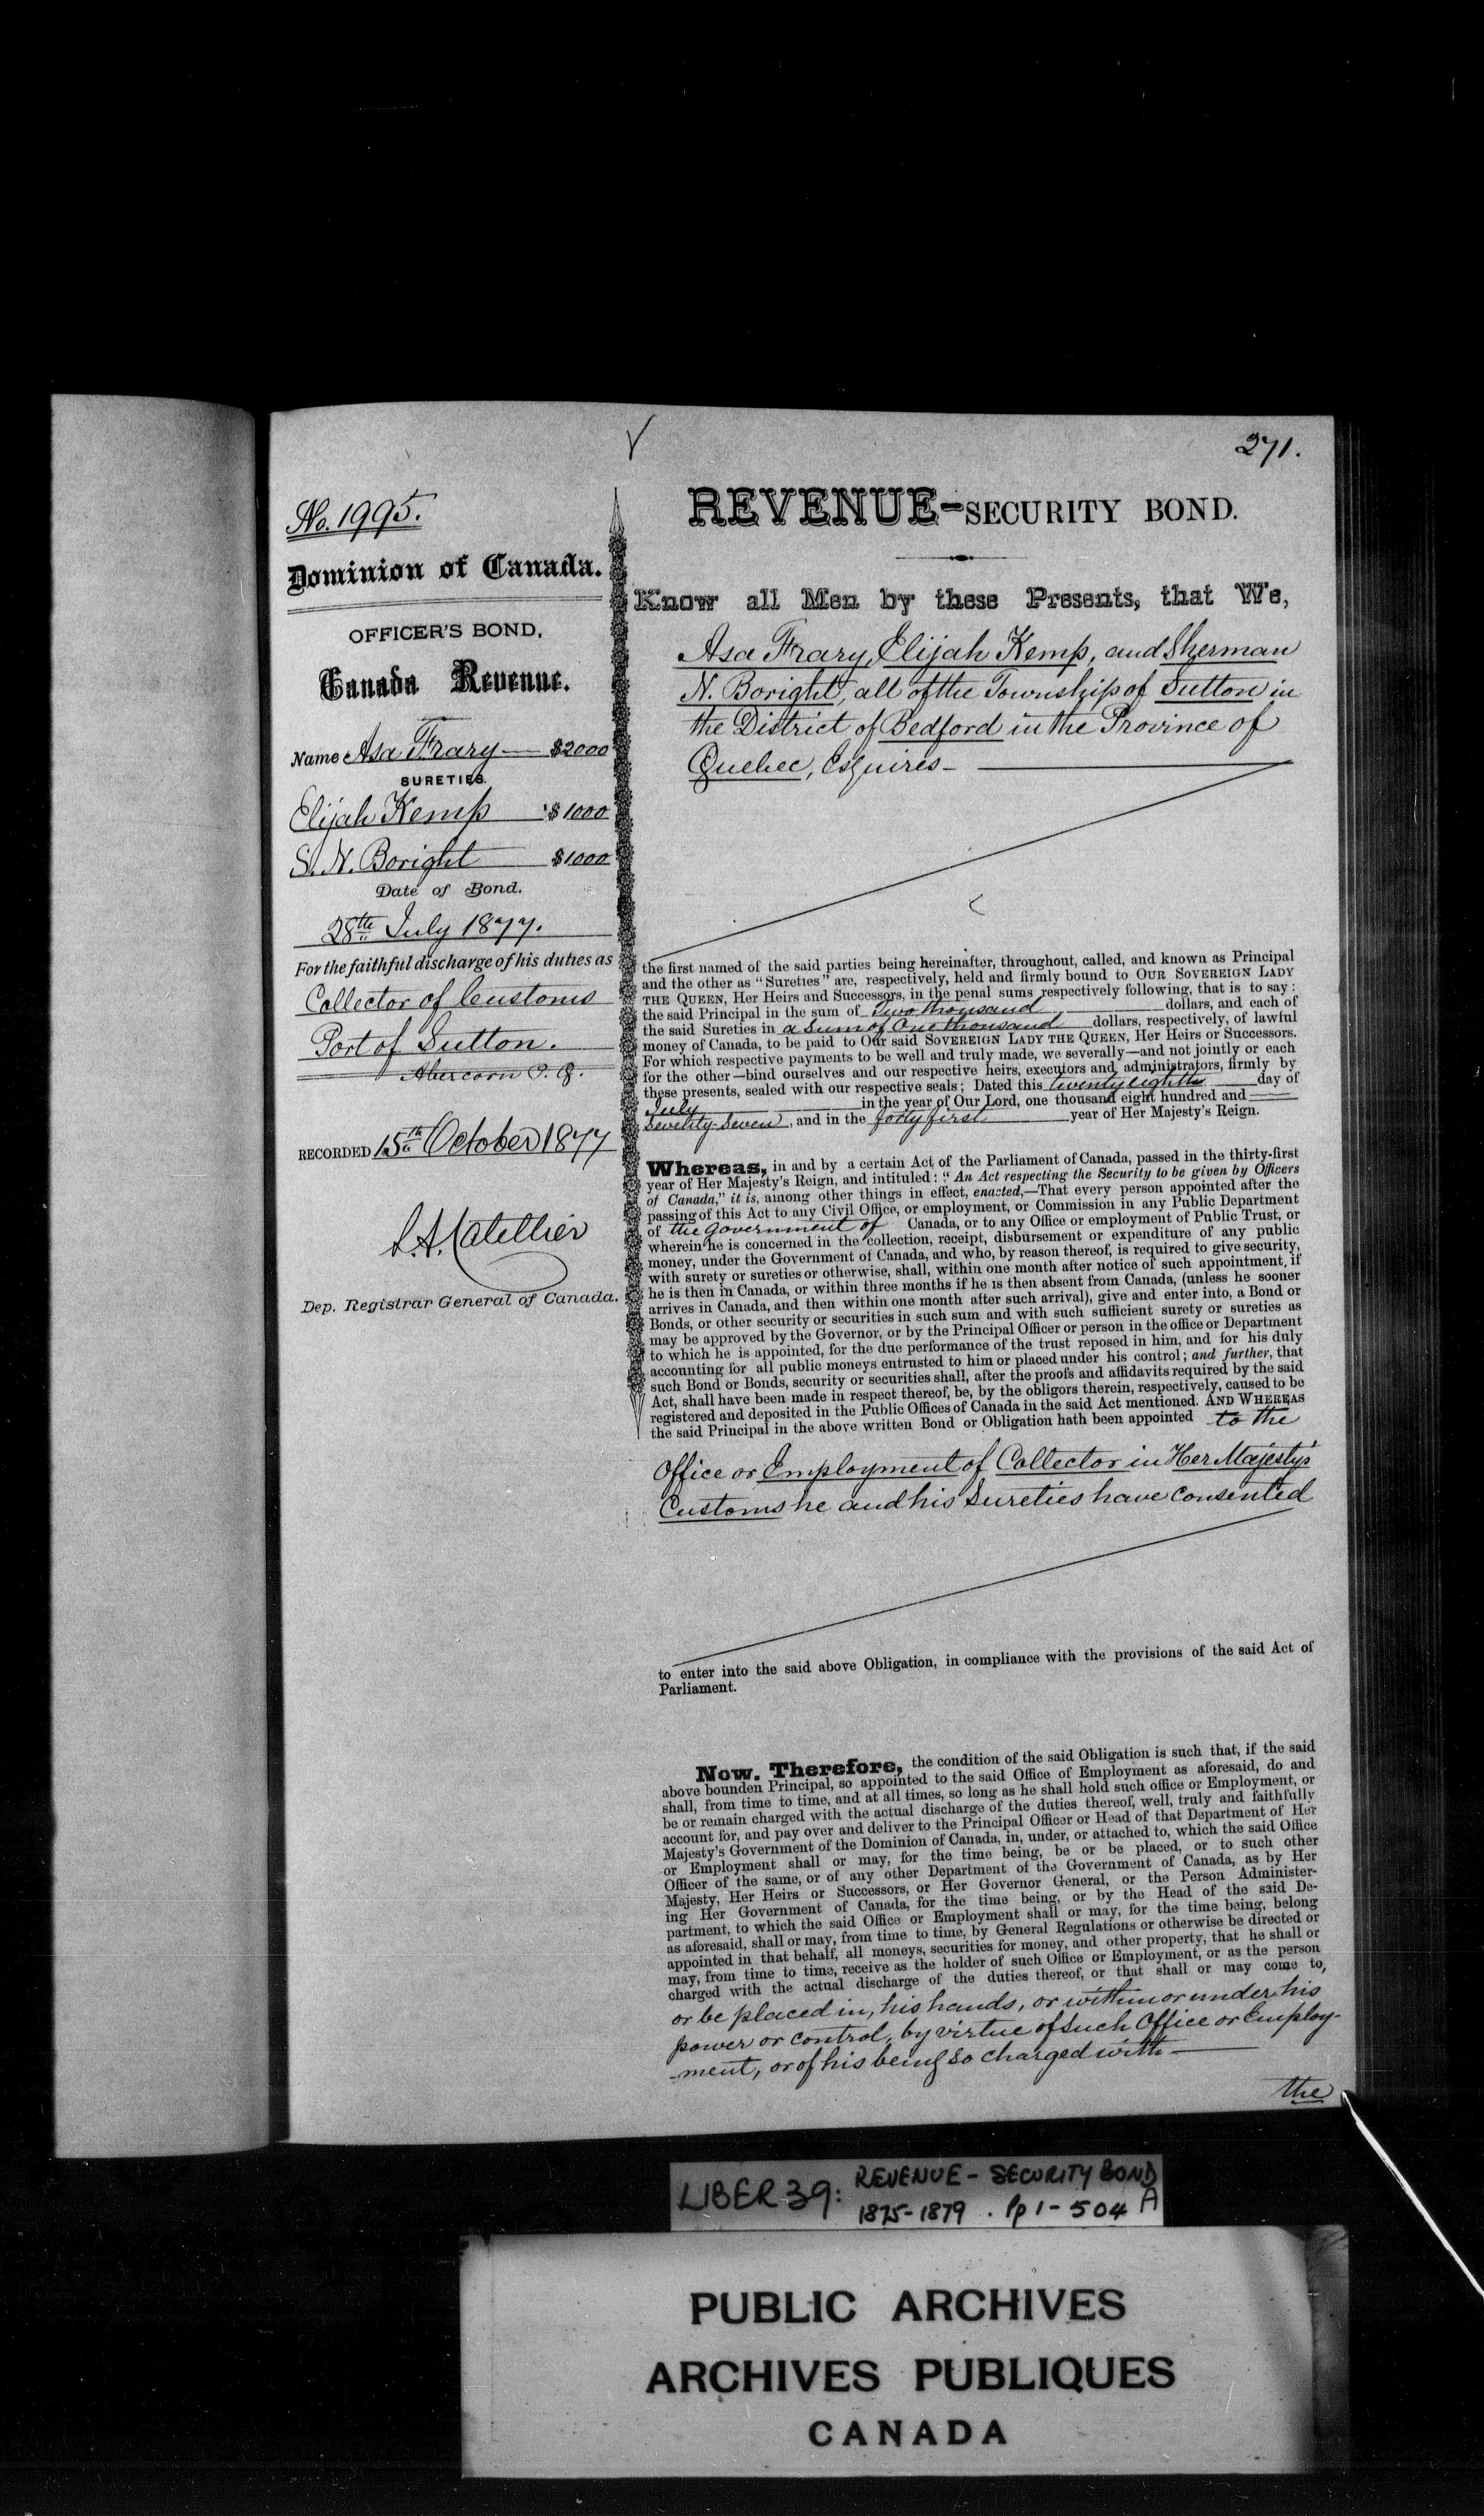 271.
No. 1995.
Dominion of Canada.
OFFICER'S BOND,
Canada Revenue.
Name Asa Frary — $2000
SURETIES.
Elijah Kemp $1000
S. N. Boright $1000
Date of Bond.
28th July 1877.
For the faithful discharge of his duties as
Collector of Customs
Port of Sutton.
Abercorn P. Q.
RECORDED 15th October 1877
L. A. Catellier
Dep. Registrar General of Canada.
REVENUE-SECURITY BOND.
Know all Men by these Presents, that We,
Asa Frary, Elijah Kemp, and Sherman
N. Boright, all of the Township of Sutton in
the District of Bedford in the Province of
Quebec, Esquires —
the first named of the said parties being hereinafter, throughout, called, and known as Principal
and the other as "Sureties" are, respectively, held and firmly bound to OUR SOVEREIGN LADY
THE QUEEN, Her Heirs and Successors, in the penal sums respectively following, that is to say:
the said Principal in the sum of Two thousand dollars, and each of
the said Sureties in a sum of One thousand dollars, respectively, of lawful
money of Canada, to be paid to Our said SOVEREIGN LADY THE QUEEN, Her Heirs or Successors.
For which respective payments to be well and truly made, we severally—and not jointly or each
for the other—bind ourselves and our respective heirs, executors and administrators, firmly by
these presents, sealed with our respective seals; Dated this twenty eighth day of
July in the year of Our Lord, one thousand eight hundred and
Seventy-Seven, and in the forty first year of Her Majesty's Reign.
Whereas, in and by a certain Act of the Parliament of Canada, passed in the thirty-first
year of Her Majesty's Reign, and intituled: "An Act respecting the Security to be given by Officers
of Canada," it is, among other things in effect, enacted,—That every person appointed after the
passing of this Act to any Civil Office, or employment, or Commission in any Public Department
of the Government of Canada, or to any Office or employment of Public Trust, or
wherein he is concerned in the collection, receipt, disbursement or expenditure of any public
money, under the Government of Canada, and who, by reason thereof, is required to give security,
with surety or sureties or otherwise, shall, within one month after notice of such appointment, if
he is then in Canada, or within three months if he is then absent from Canada, (unless he sooner
arrives in Canada, and then within one month after such arrival), give and enter into, a Bond or
Bonds, or other security or securities in such sum and with such sufficient surety or sureties as
may be approved by the Governor, or by the Principal Officer or person in the office or Department
to which he is appointed, for the due performance of the trust reposed in him, and for his duly
accounting for all public moneys entrusted to him or placed under his control; and further, that
such Bond or Bonds, security or securities shall, after the proofs and affidavits required by the said
Act, shall have been made in respect thereof, be, by the obligors therein, respectively, caused to be
registered and deposited in the Public Offices of Canada in the said Act mentioned. AND WHEREAS
the said Principal in the above written Bond or Obligation hath been appointed to the
Office or Employment of Collector in Her Majesty's
Customs he and his Sureties have consented
to enter into the said above Obligation, in compliance with the provisions of the said Act of
Parliament.
Now, Therefore, the condition of the said Obligation is such that, if the said
above bounden Principal, so appointed to the said Office of Employment as aforesaid, do and
shall, from time to time, and at all times, so long as he shall hold such office or Employment, or
be or remain charged with the actual discharge of the duties thereof, well, truly and faithfully
account for, and pay over and deliver to the Principal Officer or Head of that Department of Her
Majesty's Government of the Dominion of Canada, in, under, or attached to, which the said Office
or Employment shall or may, for the time being, be or be placed, or to such other
Officer of the same, or of any other Department of the Government of Canada, as by Her
Majesty, Her Heirs or Successors, or Her Governor General, or the Person Administer-
ing Her Government of Canada, for the time being, or by the Head of the said De-
partment, to which the said Office or Employment shall or may, for the time being, belong
as aforesaid, shall or may, from time to time, by General Regulations or otherwise be directed or
appointed in that behalf, all moneys, securities for money, and other property, that he shall or
may, from time to time, receive as the holder of such Office or Employment, or as the person
charged with the actual discharge of the duties thereof, or that shall or may come to,
or be placed in, his hands, or within or under his
power or control, by virtue of such Office or Employ-
-ment, or of his being so charged with —
the
LIBER 39: REVENUE - SECURITY BOND
1875-1879 . Pp 1 - 504 A
PUBLIC ARCHIVES
ARCHIVES PUBLIQUES
CANADA